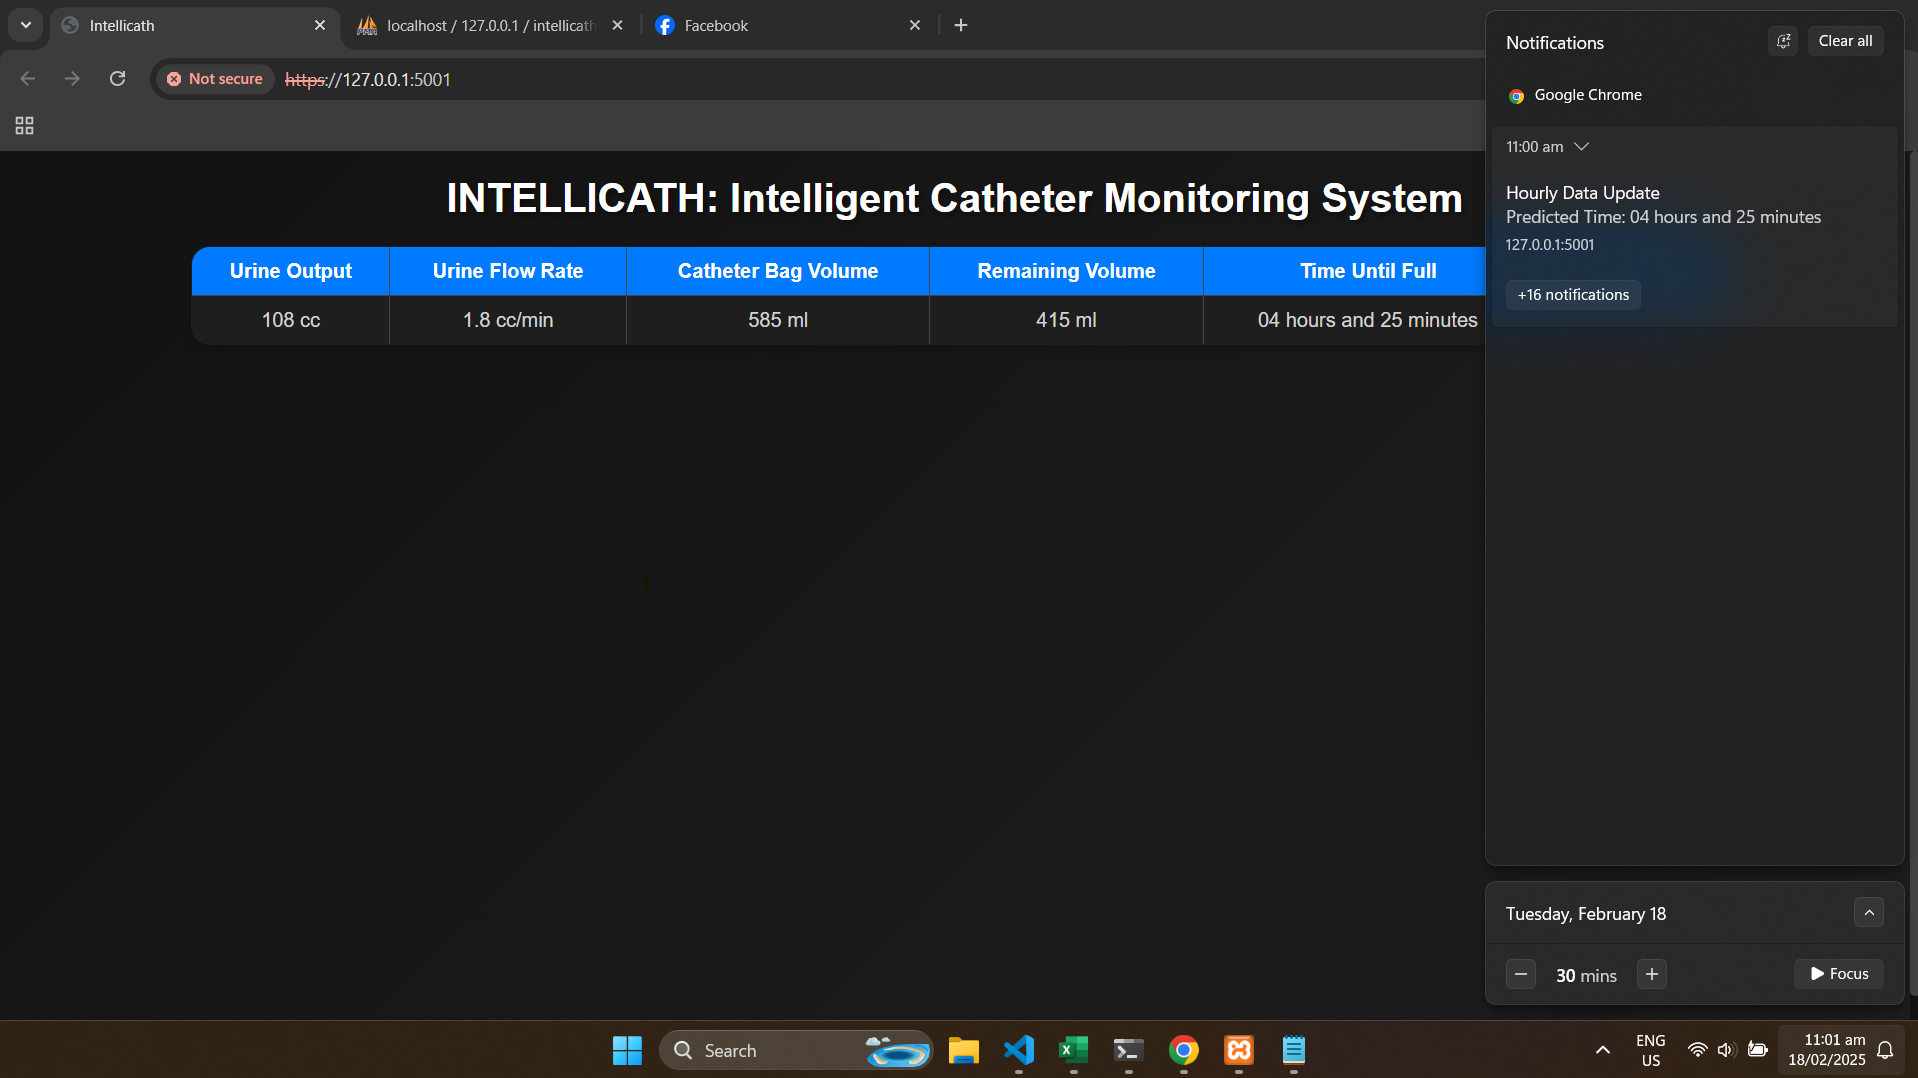 Intellicath
localhost / 127.0.0.1 / intellicath
Facebook
Not secure
https://127.0.0.1:5001
INTELLICATH: Intelligent Catheter Monitoring System
Urine Output Urine Flow Rate Catheter Bag Volume Remaining Volume Time Until Full
108 cc 1.8 cc/min 585 ml 415 ml 04 hours and 25 minutes
Notifications
Clear all
Google Chrome
11:00 am
Hourly Data Update
Predicted Time: 04 hours and 25 minutes
127.0.0.1:5001
+16 notifications
Tuesday, February 18
30 mins
Focus
Search
ENG
US
11:01 am
18/02/2025